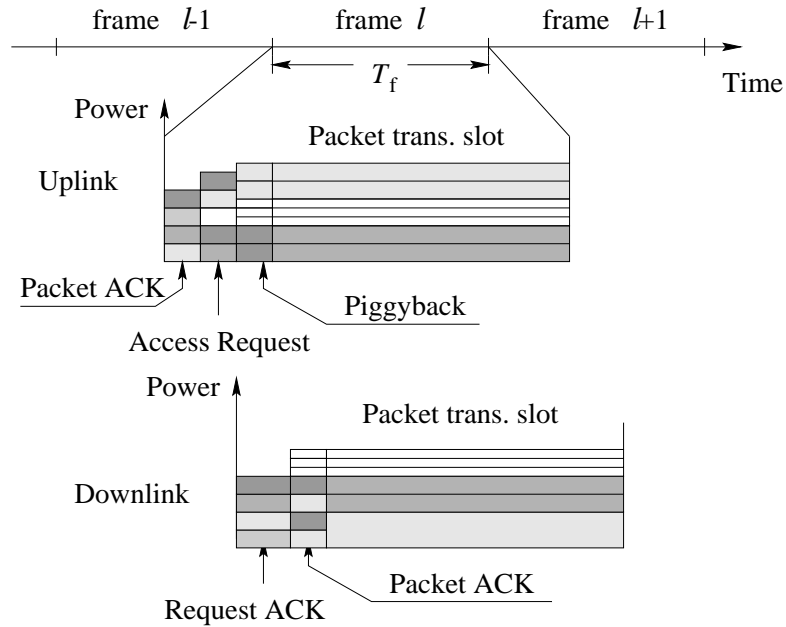 frame l-1
frame l
frame l+1
T_f
Time
Power
Packet trans. slot
Uplink
Packet ACK
Piggyback
Access Request
Power
Packet trans. slot
Downlink
Packet ACK
Request ACK